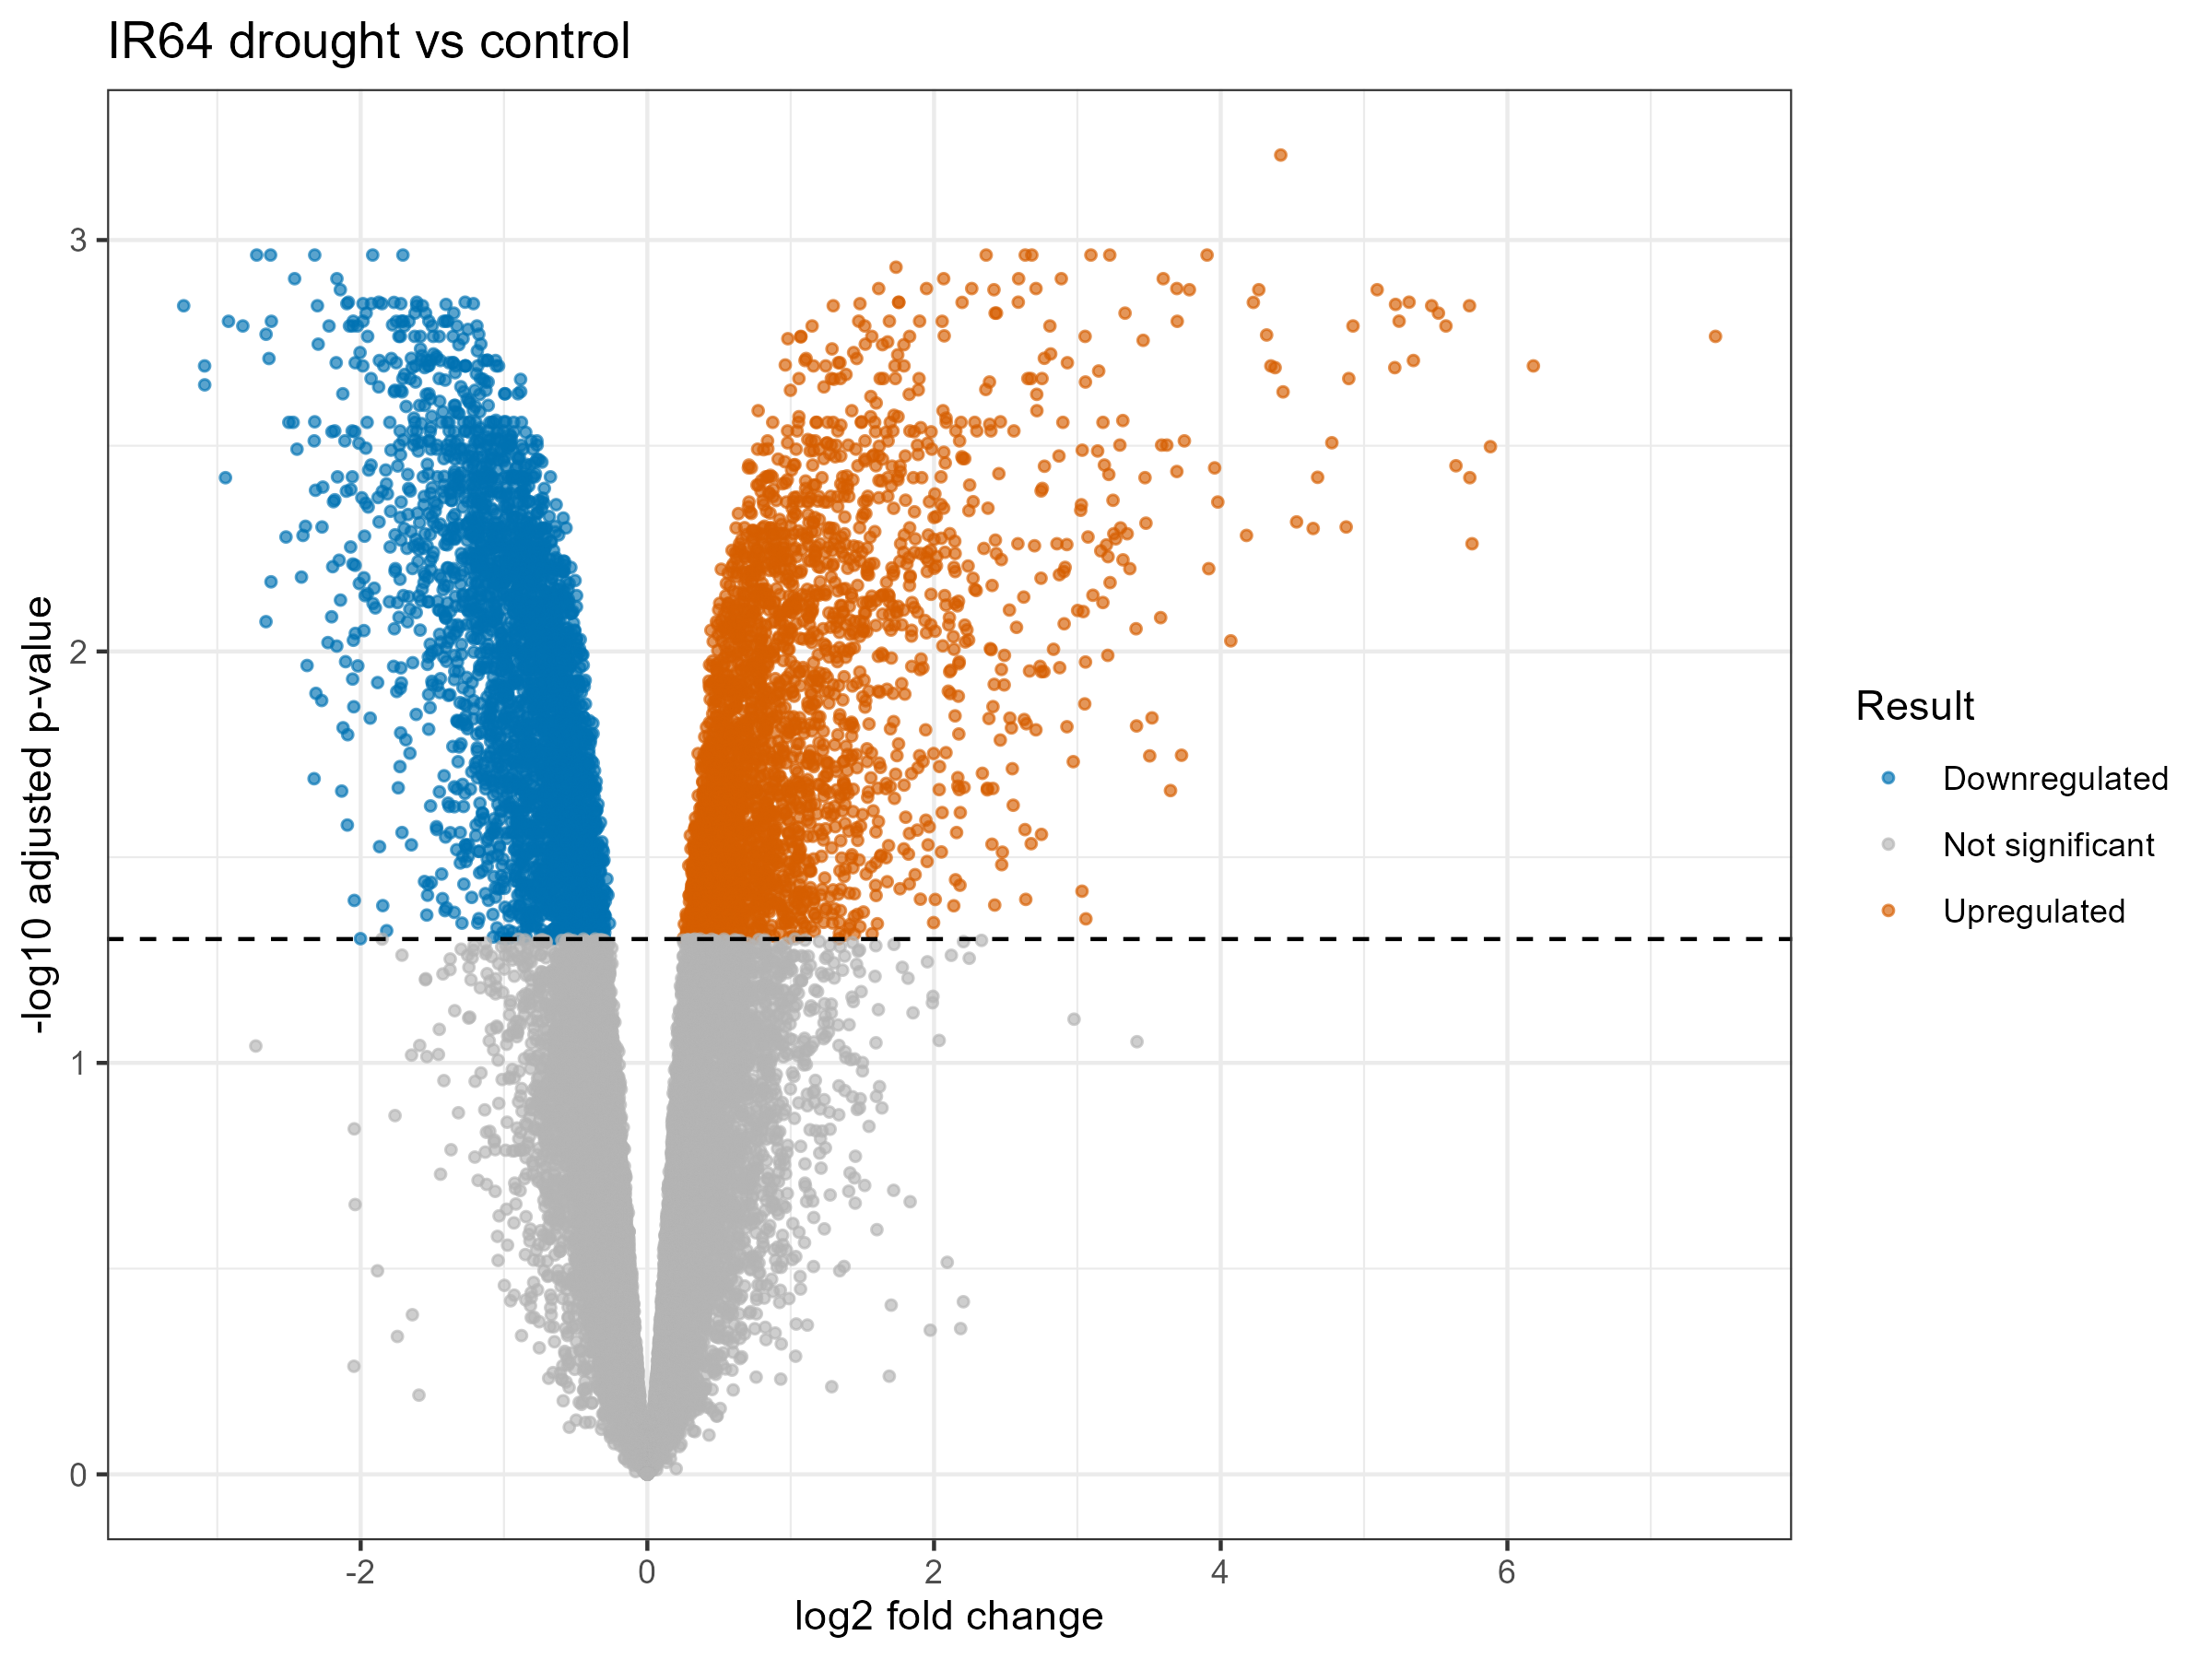 IR64 drought vs control
-log10 adjusted p-value
3
2
1
0
-2 0 2 4 6
log2 fold change
Result
Downregulated
Not significant
Upregulated